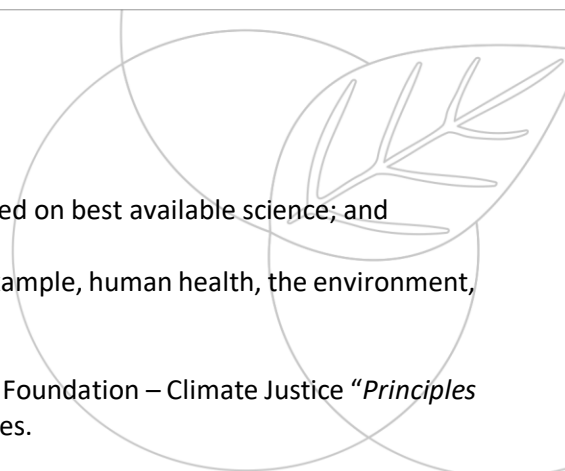 ed on best available science; and
ample, human health, the environment,
Foundation – Climate Justice “Principles
es.